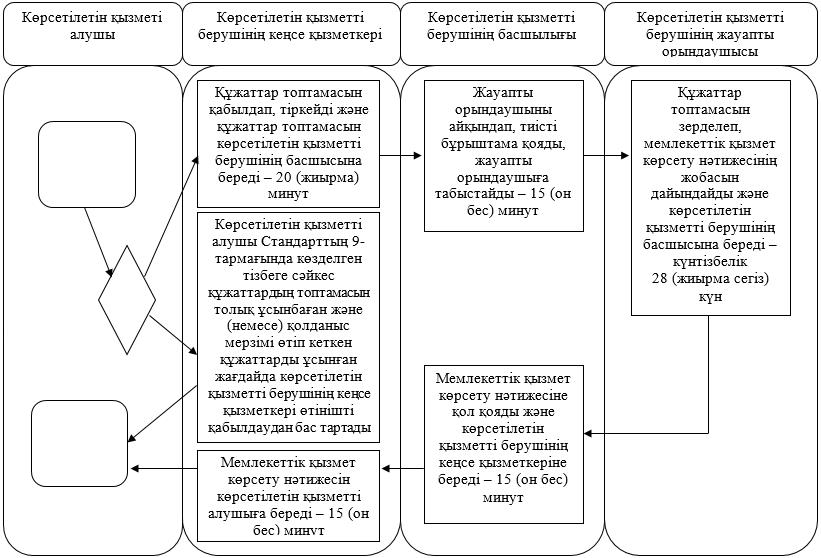 Көрсетілетін қызметі
алушы
Көрсетілетін қызметті
берушінің кеңсе қызметкері
Көрсетілетін қызметті
берушінің басшылығы
Көрсетілетін қызметті
берушінің жауапты
орындаушысы
Құжаттар топтамасын
қабылдап, тіркейді және
құжаттар топтамасын
көрсетілетін қызметті
берушінің басшысына
береді – 20 (жиырма)
минут
Жауапты
орындаушыны
айқындап, тиісті
бұрыштама қояды,
жауапты
орындаушыға
табыстайды – 15 (он
бес) минут
Құжаттар
топтамасын
зерделеп,
мемлекеттік қызмет
көрсету нәтижесінің
жобасын
дайындайды және
көрсетілетін
қызметті берушінің
басшысына береді –
күнтізбелік
28 (жиырма сегіз)
күн
Көрсетілетін қызметті
алушы Стандарттың 9-
тармағында көзделген
тізбеге сәйкес
құжаттардың топтамасын
толық ұсынбаған және
(немесе) қолданыс
мерзімі өтіп кеткен
құжаттарды ұсынған
жағдайда көрсетілетін
қызметті берушінің кеңсе
қызметкері өтінішті
қабылдаудан бас тартады
Мемлекеттік қызмет
көрсету нәтижесіне
қол қояды және
көрсетілетін
қызметті берушінің
кеңсе қызметкеріне
береді – 15 (он бес)
минут
Мемлекеттік қызмет
көрсету нәтижесін
көрсетілетін қызметті
алушыға береді – 15 (он
бес) минут